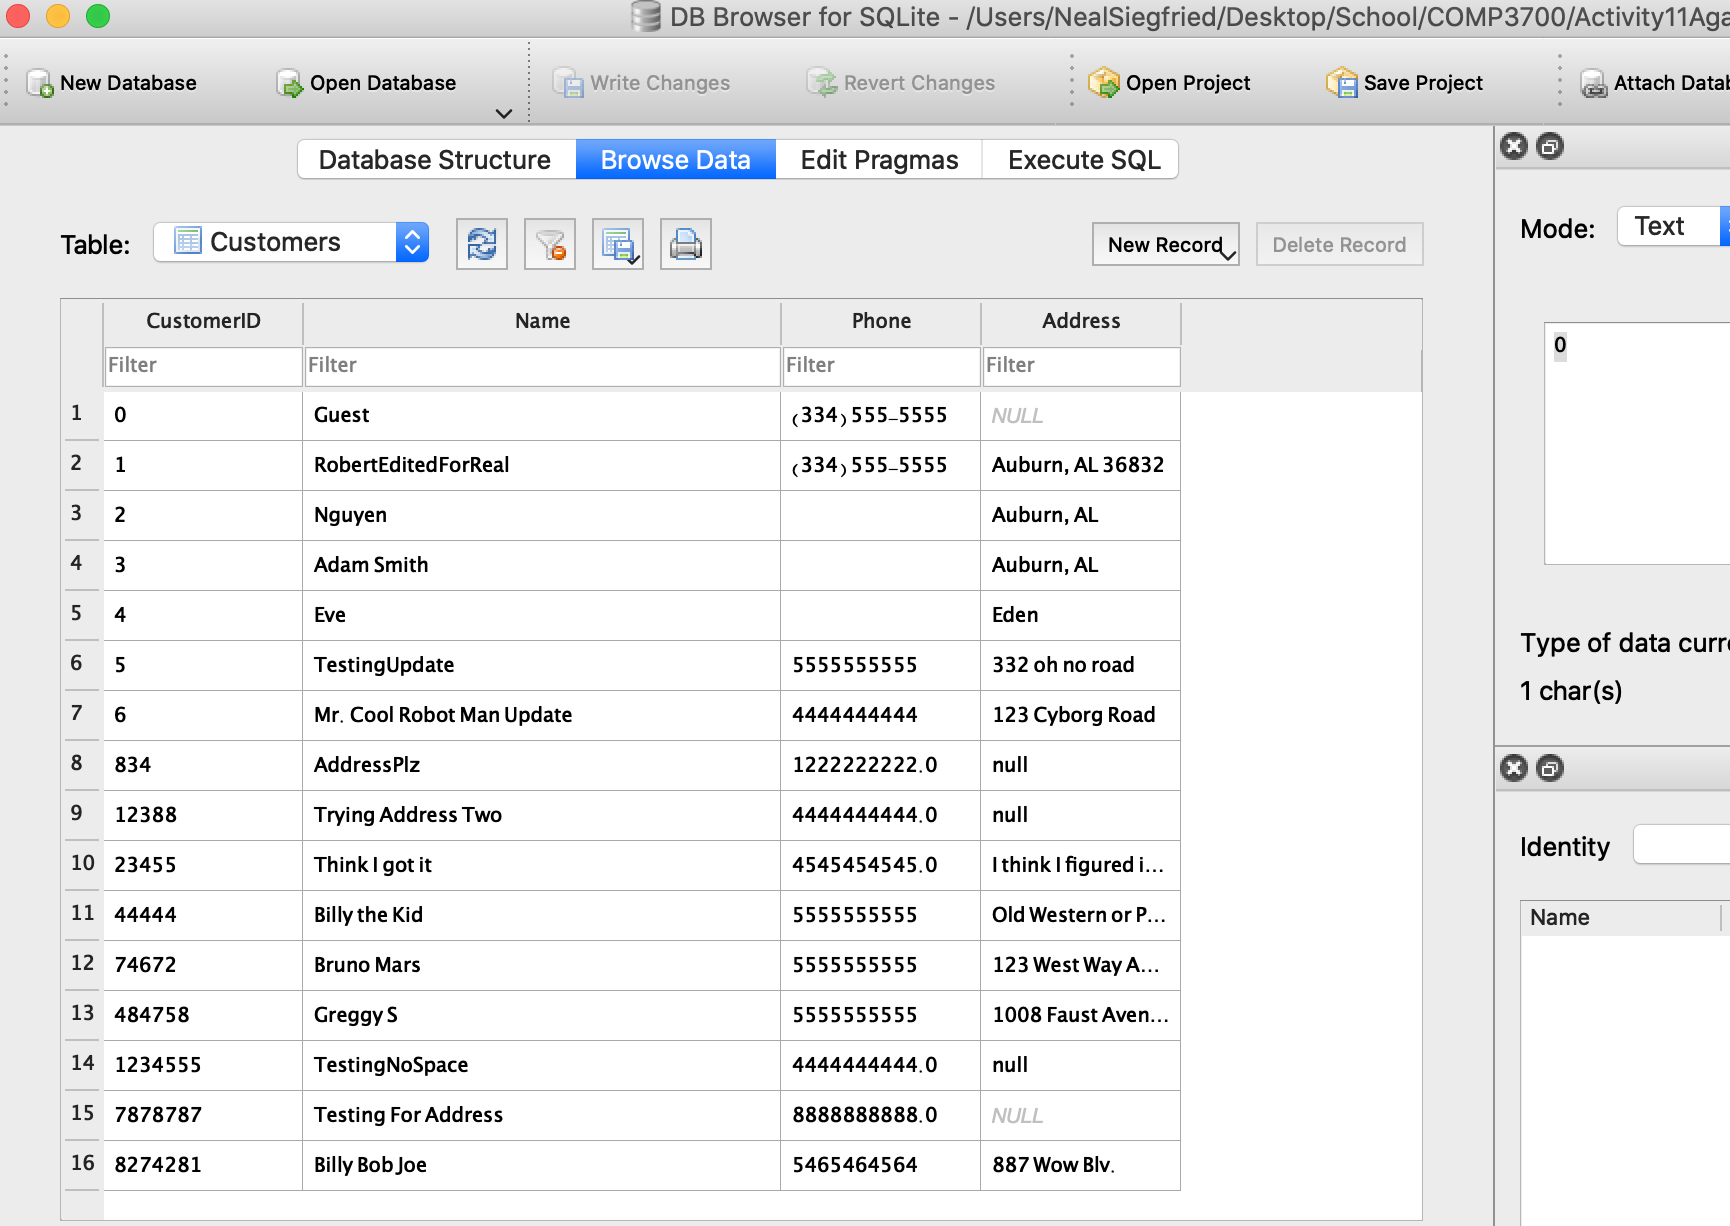 DB Browser for SQLite - /Users/NealSiegfried/Desktop/School/COMP3700/Activity11Aga
New Database Open Database Write Changes Revert Changes Open Project Save Project Attach Datab
Database Structure Browse Data Edit Pragmas Execute SQL
Table: Customers New Record Delete Record
Mode: Text
CustomerID Name Phone Address
Filter Filter Filter Filter
0
1 0 Guest (334)555-5555 NULL
2 1 RobertEditedForReal (334)555-5555 Auburn, AL 36832
3 2 Nguyen Auburn, AL
4 3 Adam Smith Auburn, AL
5 4 Eve Eden
6 5 TestingUpdate 5555555555 332 oh no road
7 6 Mr. Cool Robot Man Update 4444444444 123 Cyborg Road
8 834 AddressPlz 1222222222.0 null
9 12388 Trying Address Two 4444444444.0 null
10 23455 Think I got it 4545454545.0 I think I figured i...
11 44444 Billy the Kid 5555555555 Old Western or P...
12 74672 Bruno Mars 5555555555 123 West Way A...
13 484758 Greggy S 5555555555 1008 Faust Aven...
14 1234555 TestingNoSpace 4444444444.0 null
15 7878787 Testing For Address 8888888888.0 NULL
16 8274281 Billy Bob Joe 5465464564 887 Wow Blv.
Type of data curre
1 char(s)
Identity
Name